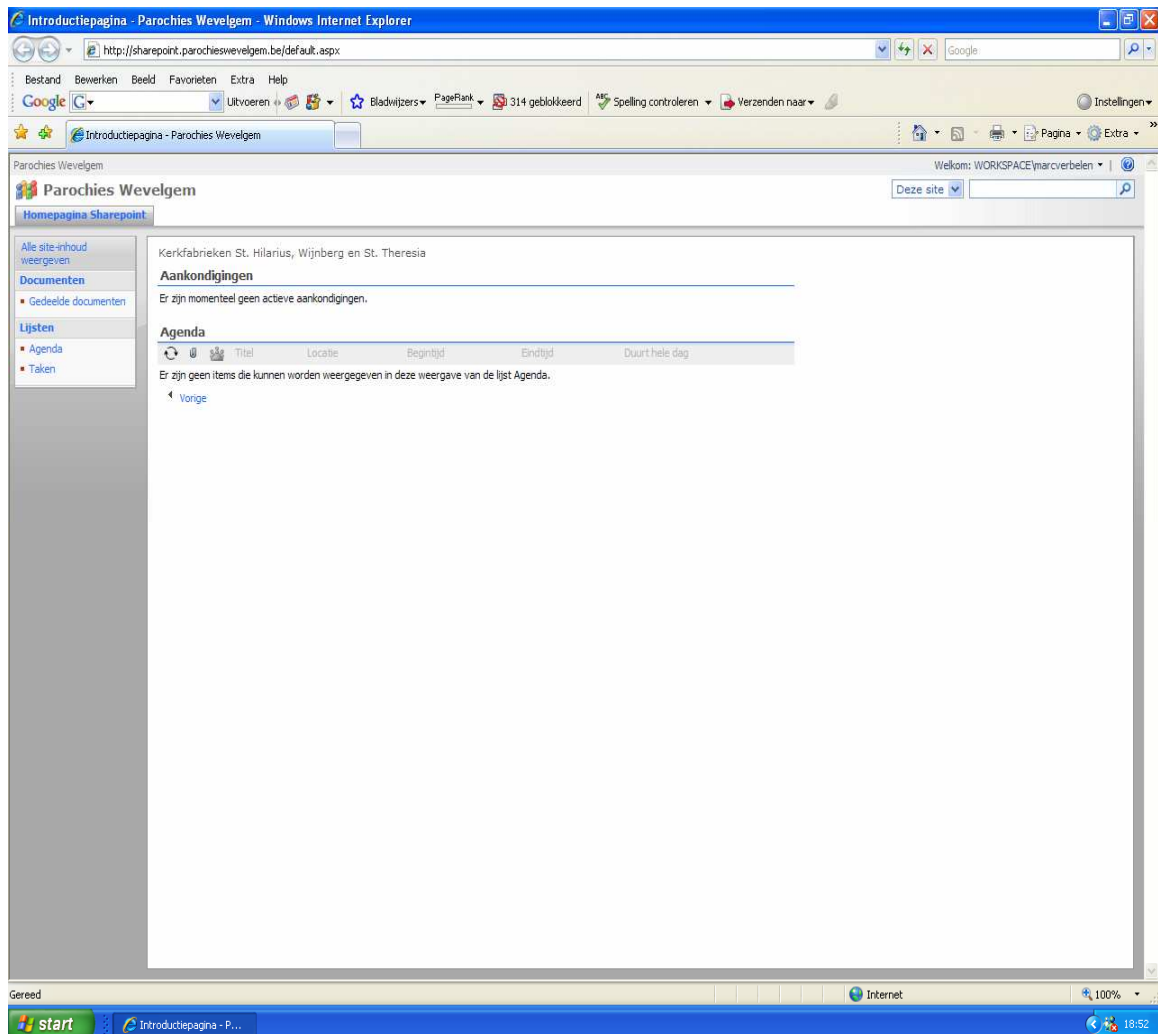 Introductiepagina - Parochies Wevelgem - Windows Internet Explorer
http://sharepoint.parochieswevelgem.be/default.aspx
Google
Bestand Bewerken Beeld Favorieten Extra Help
Google G Uitvoeren Bladwijzers PageRank 314 geblokkeerd ABC Spelling controleren Verzenden naar Instellingen
Introductiepagina - Parochies Wevelgem
Pagina Extra »
Parochies Wevelgem
Welkom: WORKSPACE\marcverbelen
Parochies Wevelgem
Deze site
Homepagina Sharepoint
Alle site-inhoud
weergeven
Documenten
Gedeelde documenten
Lijsten
Agenda
Taken
Kerkfabrieken St. Hilarius, Wijnberg en St. Theresia
Aankondigingen
Er zijn momenteel geen actieve aankondigingen.
Agenda
Titel Locatie Begintijd Eindtijd Duurt hele dag
Er zijn geen items die kunnen worden weergegeven in deze weergave van de lijst Agenda.
Vorige
Gereed
Internet
100%
start
Introductiepagina - P...
18:52